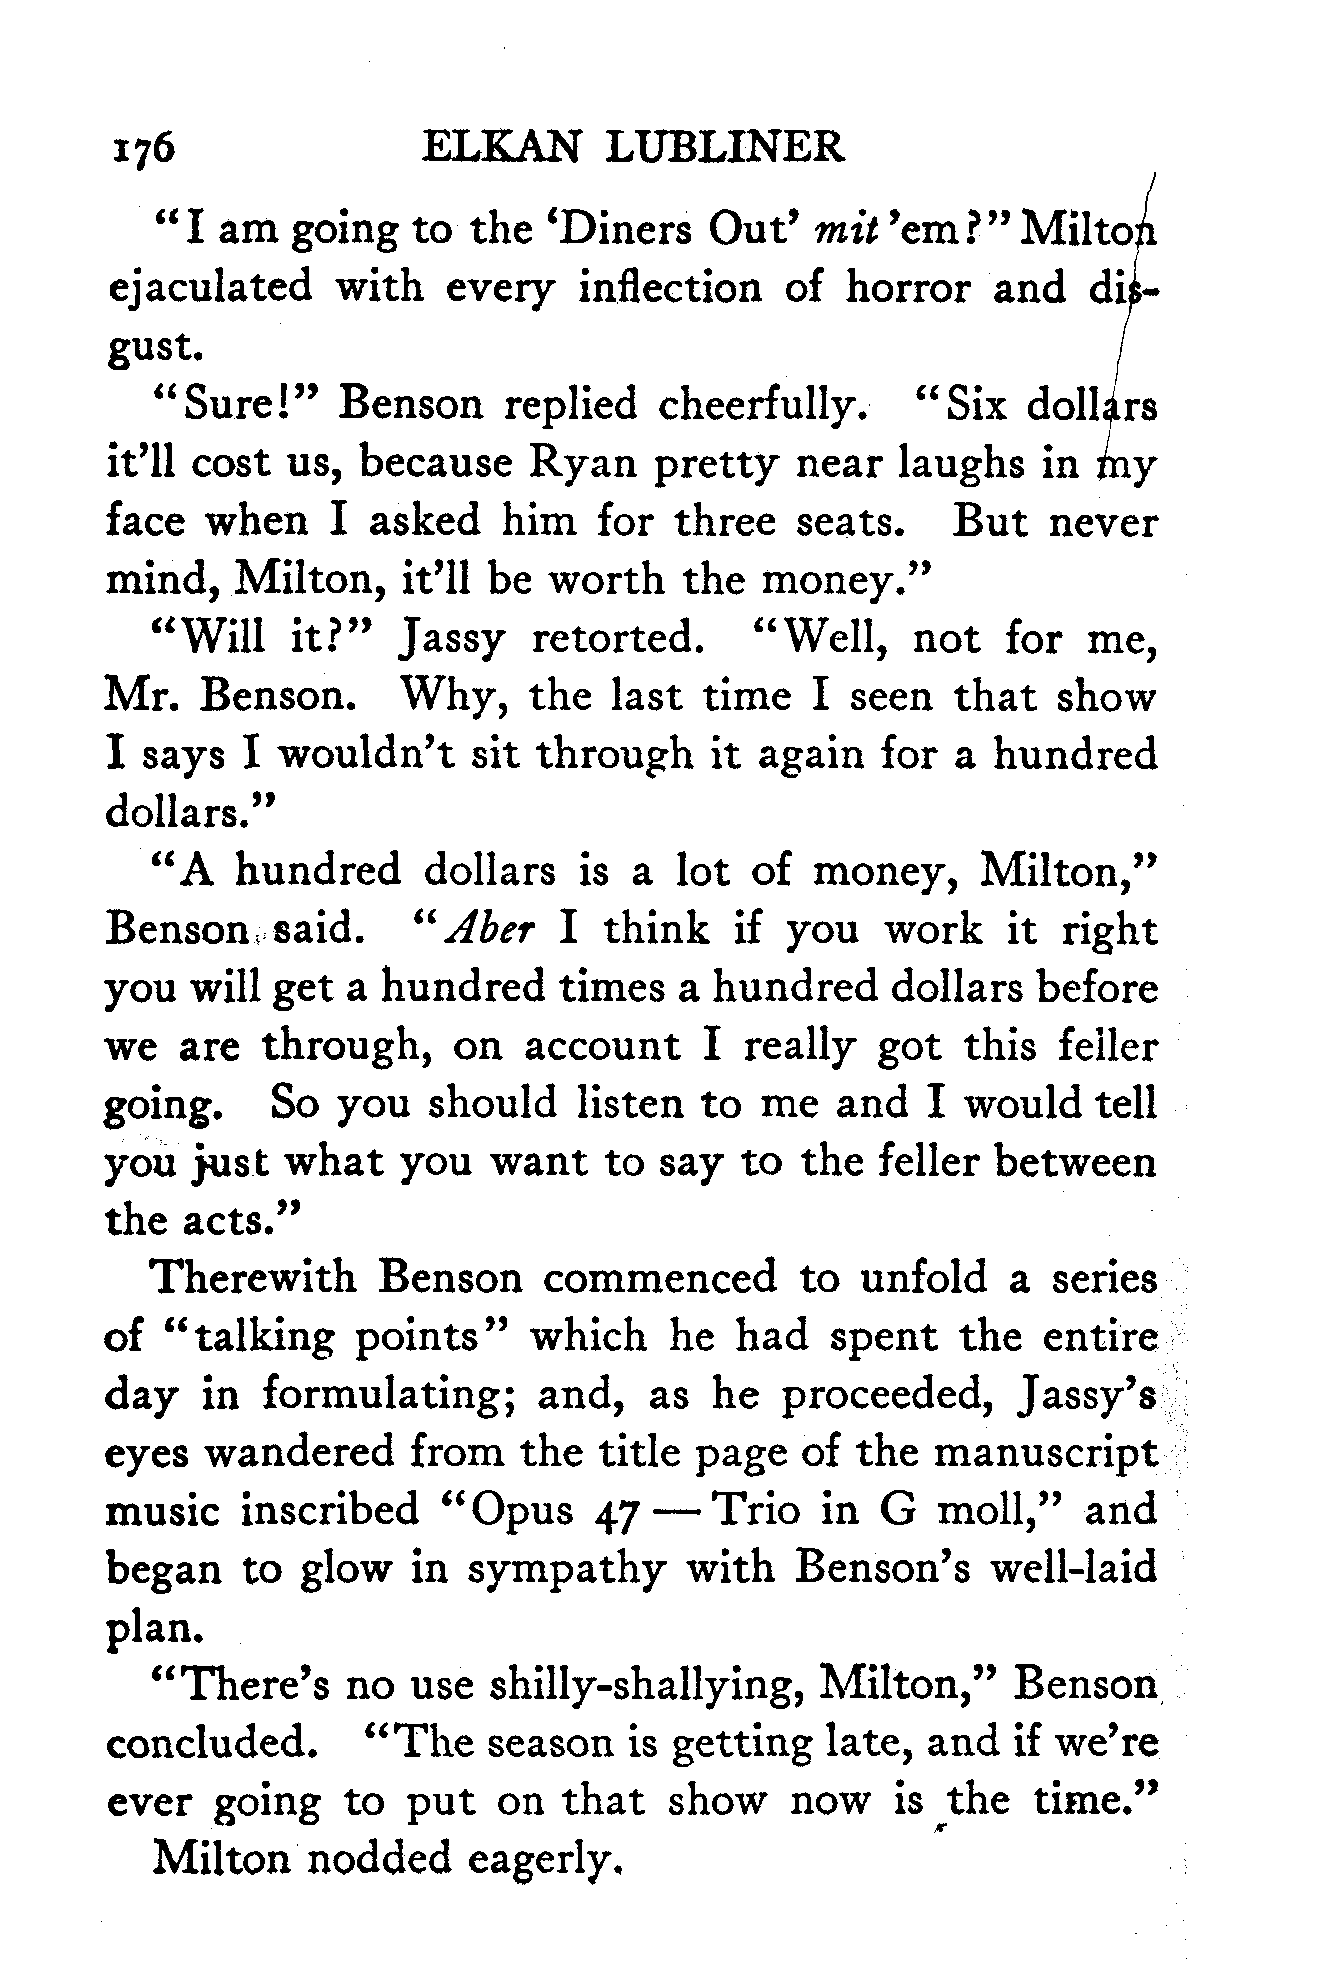 176 ELKAN LUBLINER
“I am going to the ‘Diners Out’ mit ’em?” Milton
ejaculated with every inflection of horror and dis-
gust.
“Sure!” Benson replied cheerfully. “Six dollars
it’ll cost us, because Ryan pretty near laughs in my
face when I asked him for three seats. But never
mind, Milton, it’ll be worth the money.”
“Will it?” Jassy retorted. “Well, not for me,
Mr. Benson. Why, the last time I seen that show
I says I wouldn’t sit through it again for a hundred
dollars.”
“A hundred dollars is a lot of money, Milton,”
Benson said. “Aber I think if you work it right
you will get a hundred times a hundred dollars before
we are through, on account I really got this feller
going. So you should listen to me and I would tell
you just what you want to say to the feller between
the acts.”
Therewith Benson commenced to unfold a series
of “talking points” which he had spent the entire
day in formulating; and, as he proceeded, Jassy’s
eyes wandered from the title page of the manuscript
music inscribed “Opus 47 — Trio in G moll,” and
began to glow in sympathy with Benson’s well-laid
plan.
“There’s no use shilly-shallying, Milton,” Benson
concluded. “The season is getting late, and if we’re
ever going to put on that show now is the time.”
Milton nodded eagerly.